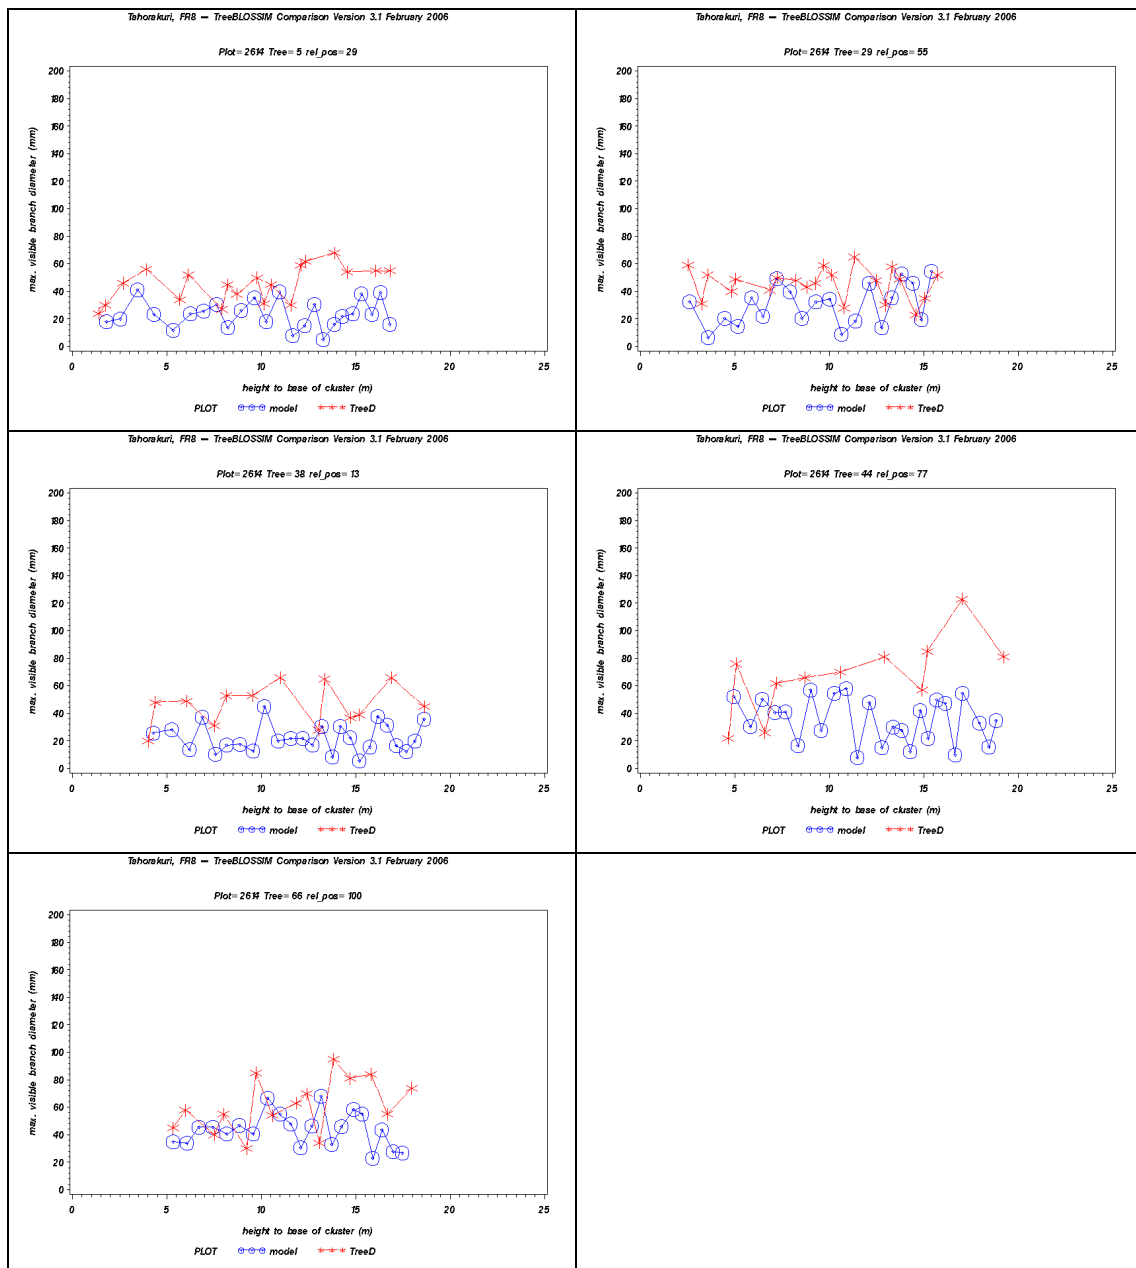 Tahorakuri, FR8 — TreeBLOSSIM Comparison Version 3.1 February 2006
Plot= 2614 Tree= 5 rel_pos= 29
max. visible branch diameter (mm)
200
180
160
140
120
100
80
60
40
20
0
0 5 10 15 20 25
height to base of cluster (m)
PLOT model TreeD
Tahorakuri, FR8 — TreeBLOSSIM Comparison Version 3.1 February 2006
Plot= 2614 Tree= 29 rel_pos= 55
max. visible branch diameter (mm)
200
180
160
140
120
100
80
60
40
20
0
0 5 10 15 20 25
height to base of cluster (m)
PLOT model TreeD
Tahorakuri, FR8 — TreeBLOSSIM Comparison Version 3.1 February 2006
Plot= 2614 Tree= 38 rel_pos= 13
max. visible branch diameter (mm)
200
180
160
140
120
100
80
60
40
20
0
0 5 10 15 20 25
height to base of cluster (m)
PLOT model TreeD
Tahorakuri, FR8 — TreeBLOSSIM Comparison Version 3.1 February 2006
Plot= 2614 Tree= 44 rel_pos= 77
max. visible branch diameter (mm)
200
180
160
140
120
100
80
60
40
20
0
0 5 10 15 20 25
height to base of cluster (m)
PLOT model TreeD
Tahorakuri, FR8 — TreeBLOSSIM Comparison Version 3.1 February 2006
Plot= 2614 Tree= 66 rel_pos= 100
max. visible branch diameter (mm)
200
180
160
140
120
100
80
60
40
20
0
0 5 10 15 20 25
height to base of cluster (m)
PLOT model TreeD